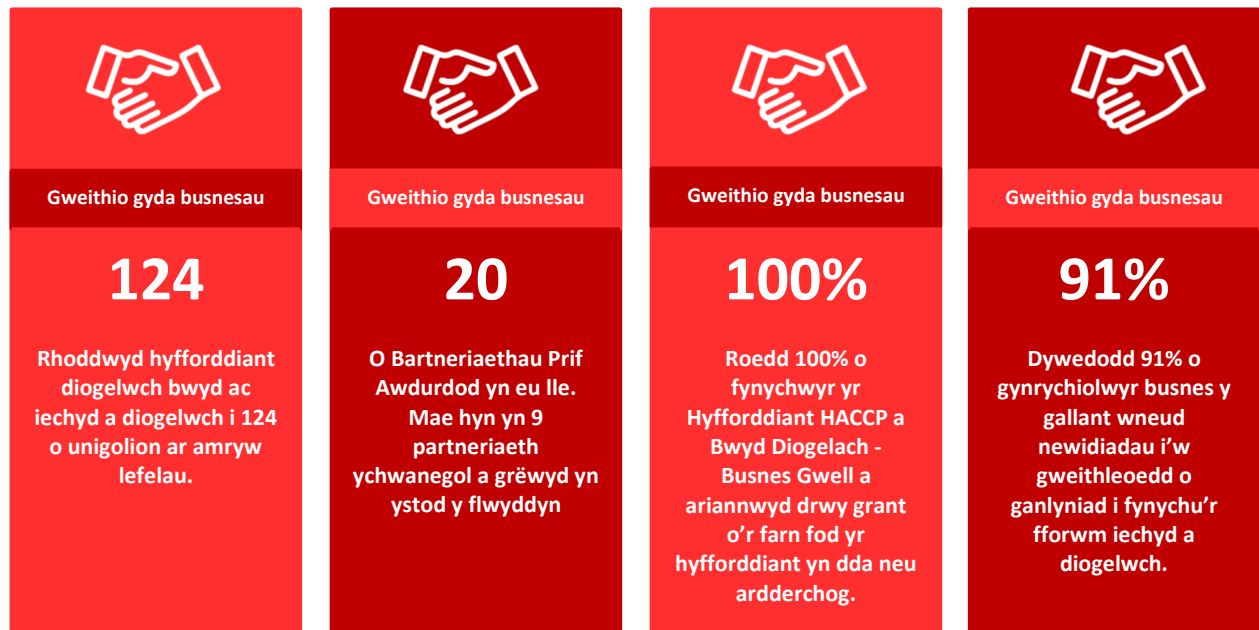 Gweithio gyda busnesau
124
Rhoddwyd hyfforddiant
diogelwch bwyd ac
iechyd a diogelwch i 124
o unigolion ar amryw
lefelau.
Gweithio gyda busnesau
20
O Bartneriaethau Prif
Awdurdod yn eu lle.
Mae hyn yn 9
partneriaeth
ychwanegol a grëwyd yn
ystod y flwyddyn
Gweithio gyda busnesau
100%
Roedd 100% o
fynychwyr yr
Hyfforddiant HACCP a
Bwyd Diogelach -
Busnes Gwell a
ariannwyd drwy grant
o'r farn fod yr
hyfforddiant yn dda neu
ardderchog.
Gweithio gyda busnesau
91%
Dywedodd 91% o
gynrychiolwyr busnes y
gallant wneud
newidiadau i'w
gweithleoedd o
ganlyniad i fynychu'r
fforwm iechyd a
diogelwch.